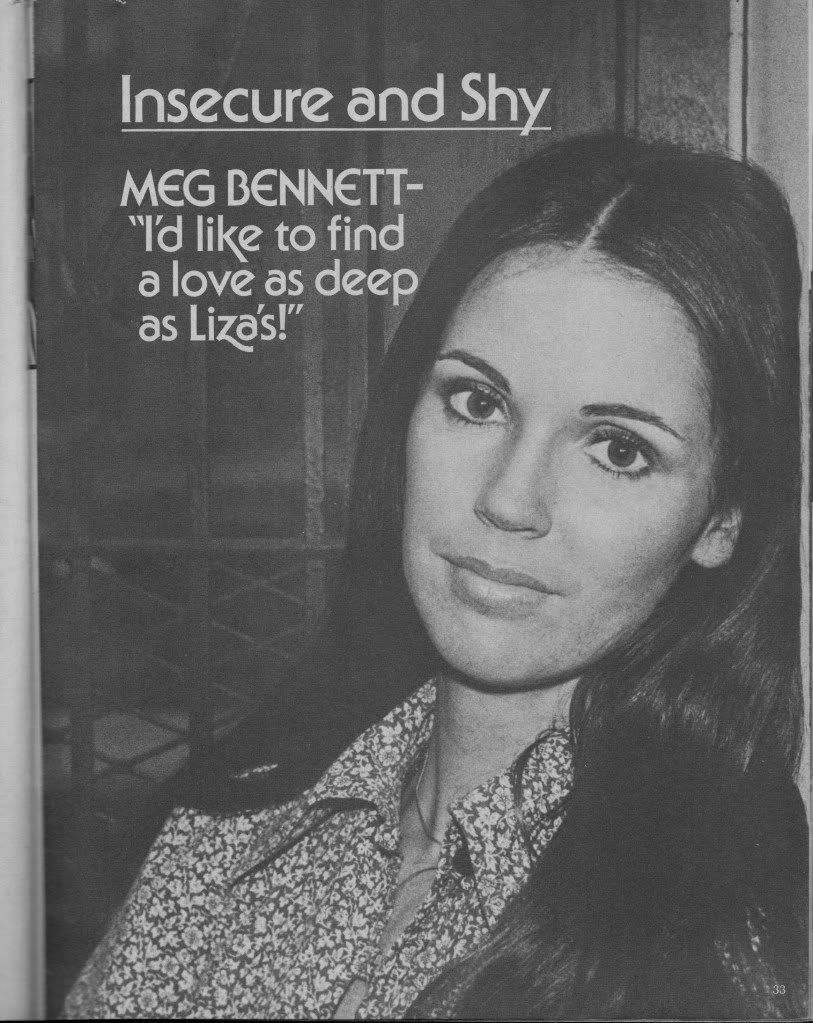 Insecure and Shy
MEG BENNETT-
"I'd like to find
a love as deep
as Liza's!"
33